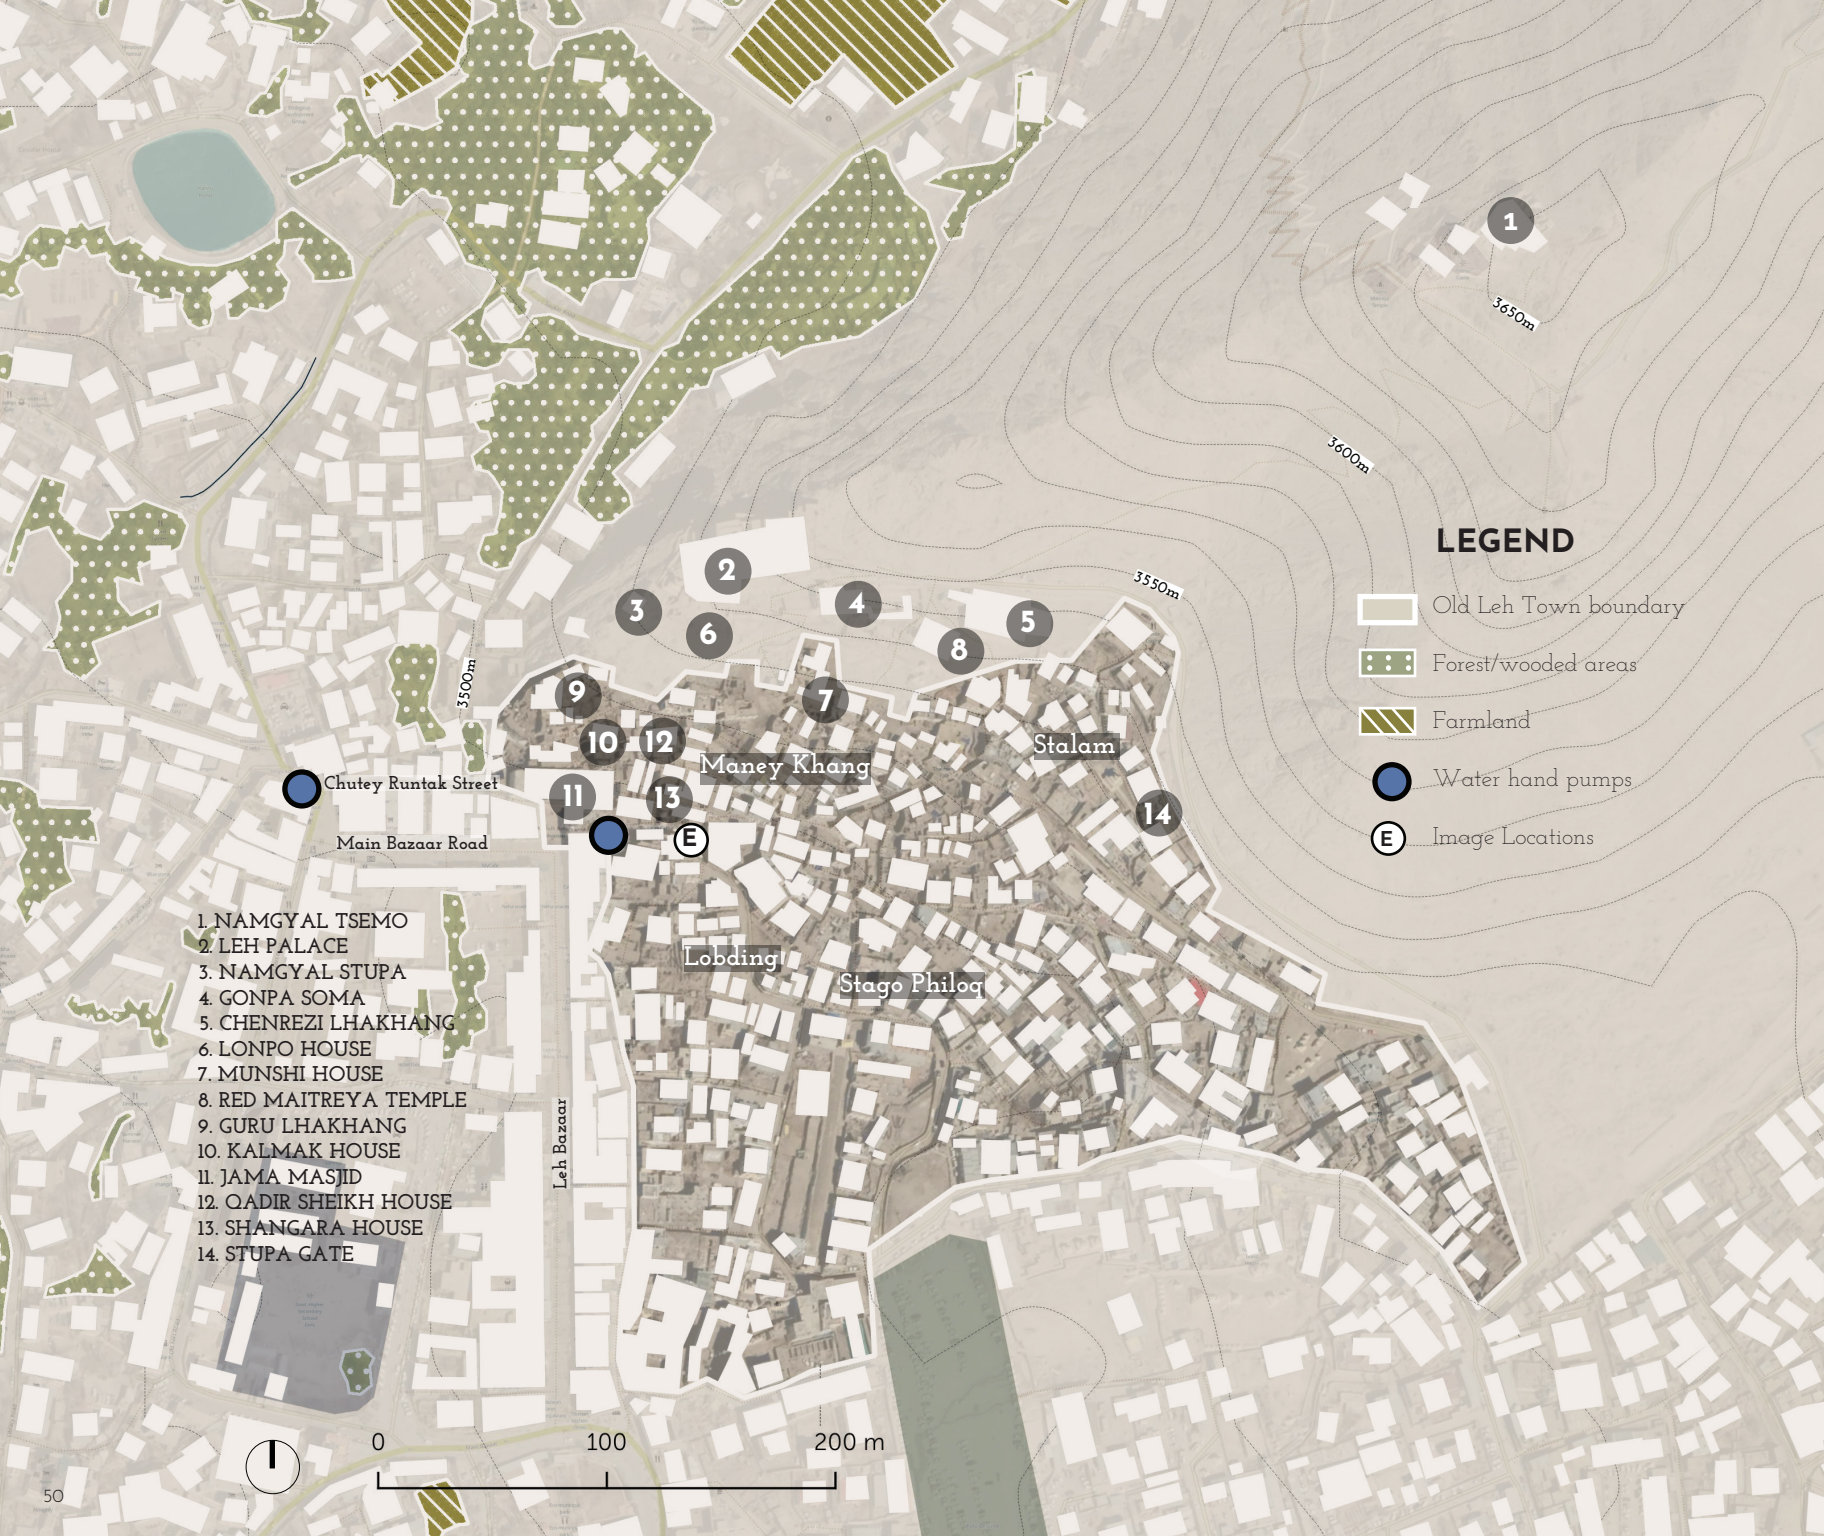 1
3650m
3600m
LEGEND
2
3
4
3550m
5
6
8
Old Leh Town boundary
Forest/wooded areas
3500m
9
7
Farmland
10
12
Stalam
Maney Khang
Chutey Runtak Street
11
13
Water hand pumps
14
Main Bazaar Road
E
E
Image Locations
1. NAMGYAL TSEMO
2. LEH PALACE
3. NAMGYAL STUPA
4. GONPA SOMA
5. CHENREZI LHAKHANG
6. LONPO HOUSE
7. MUNSHI HOUSE
8. RED MAITREYA TEMPLE
9. GURU LHAKHANG
10. KALMAK HOUSE
11. JAMA MASJID
12. QADIR SHEIKH HOUSE
13. SHANGARA HOUSE
14. STUPA GATE
Lobding
Stago Philoq
Leh Bazaar
0
100
200 m
50